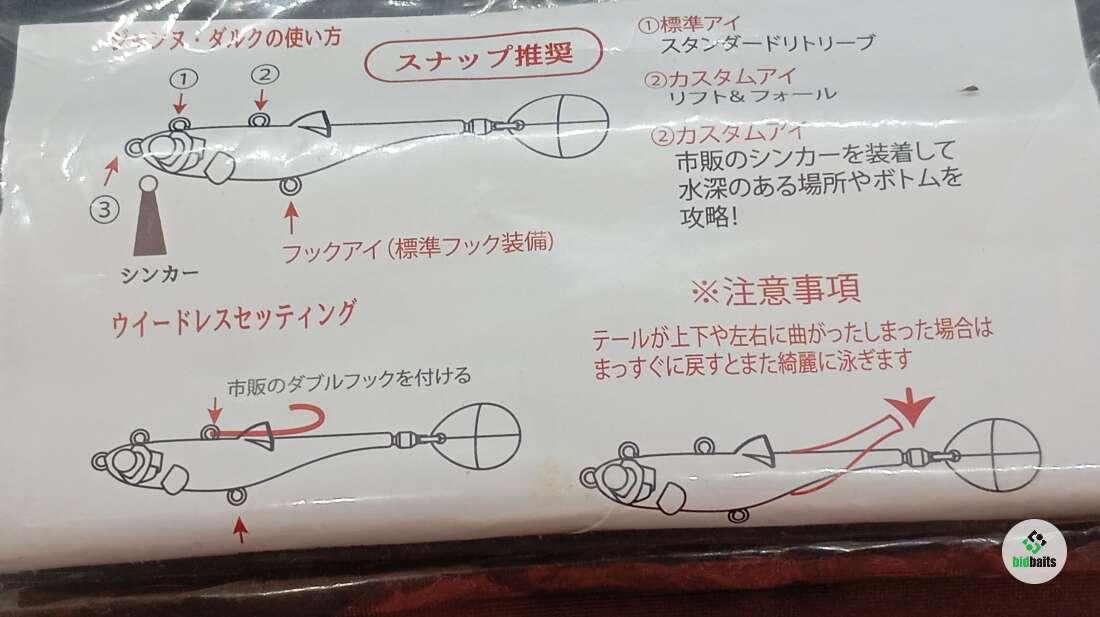 ジャンヌ・ダルクの使い方
スナップ推奨
① ②
③
シンカー
フックアイ(標準フック装備)
①標準アイ
スタンダードリトリーブ
②カスタムアイ
リフト&フォール
②カスタムアイ
市販のシンカーを装着して
水深のある場所やボトムを
攻略!
ウイードレスセッティング
市販のダブルフックを付ける
※注意事項
テールが上下や左右に曲がったしまった場合は
まっすぐに戻すとまた綺麗に泳ぎます
bidbaits